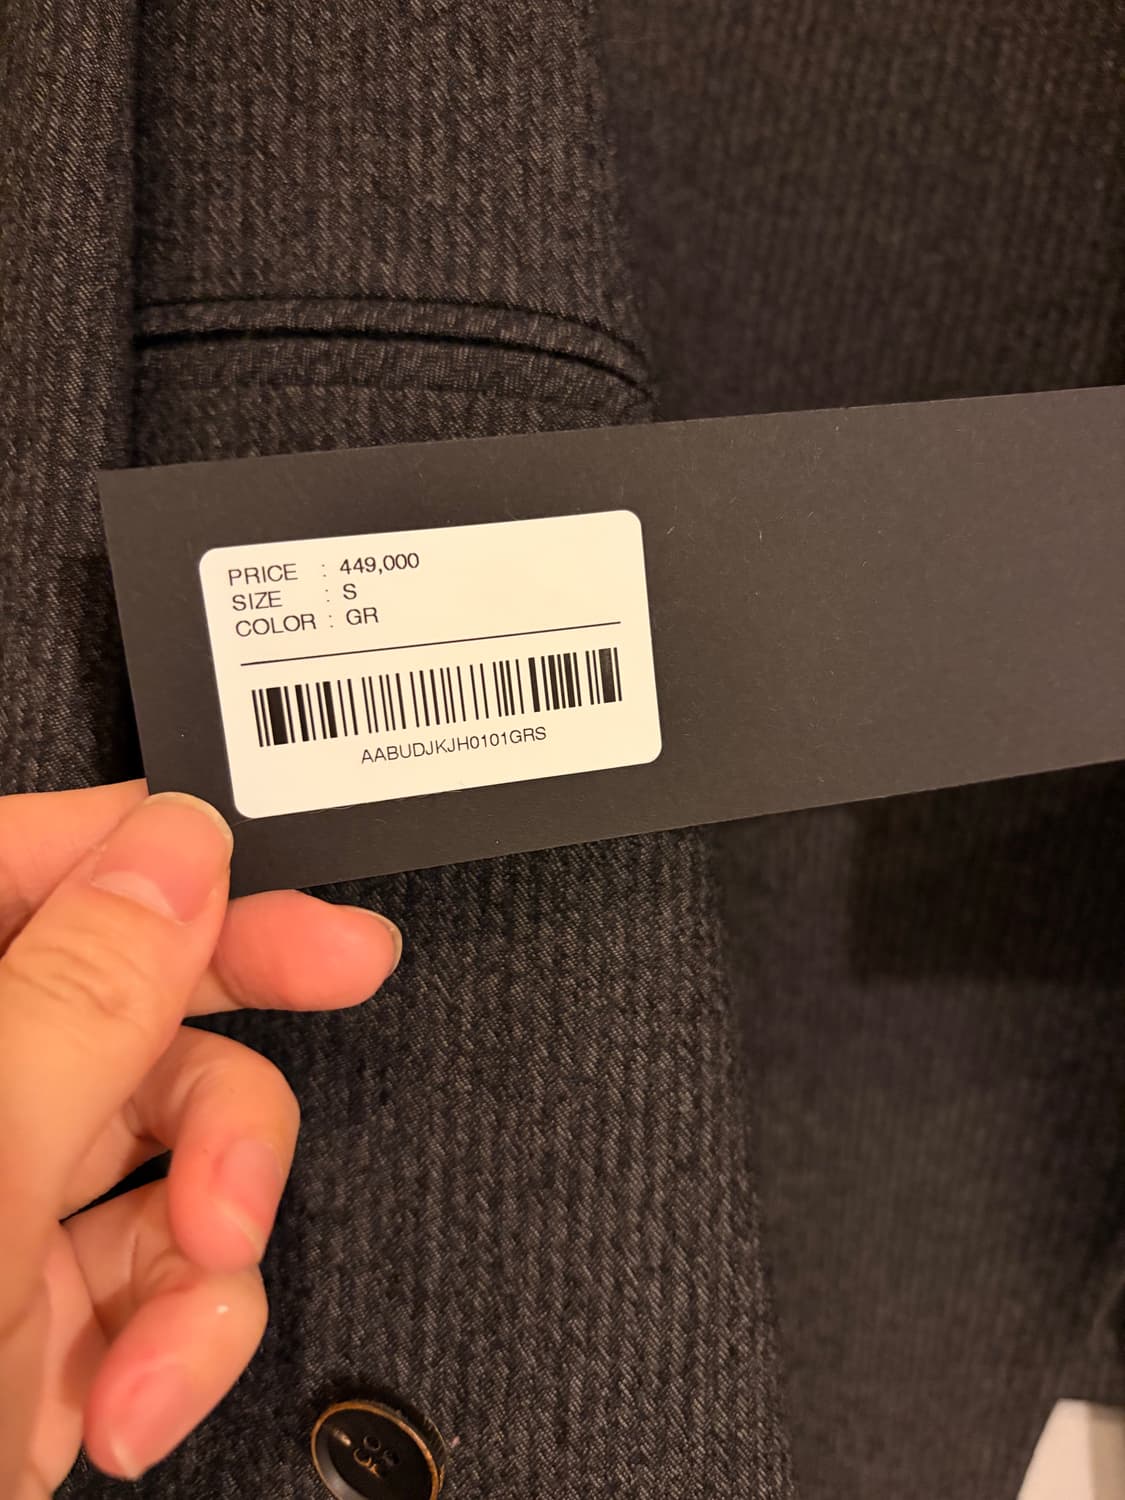 PRICE : 449,000
SIZE : S
COLOR : GR
AABUDJKJH0101GRS